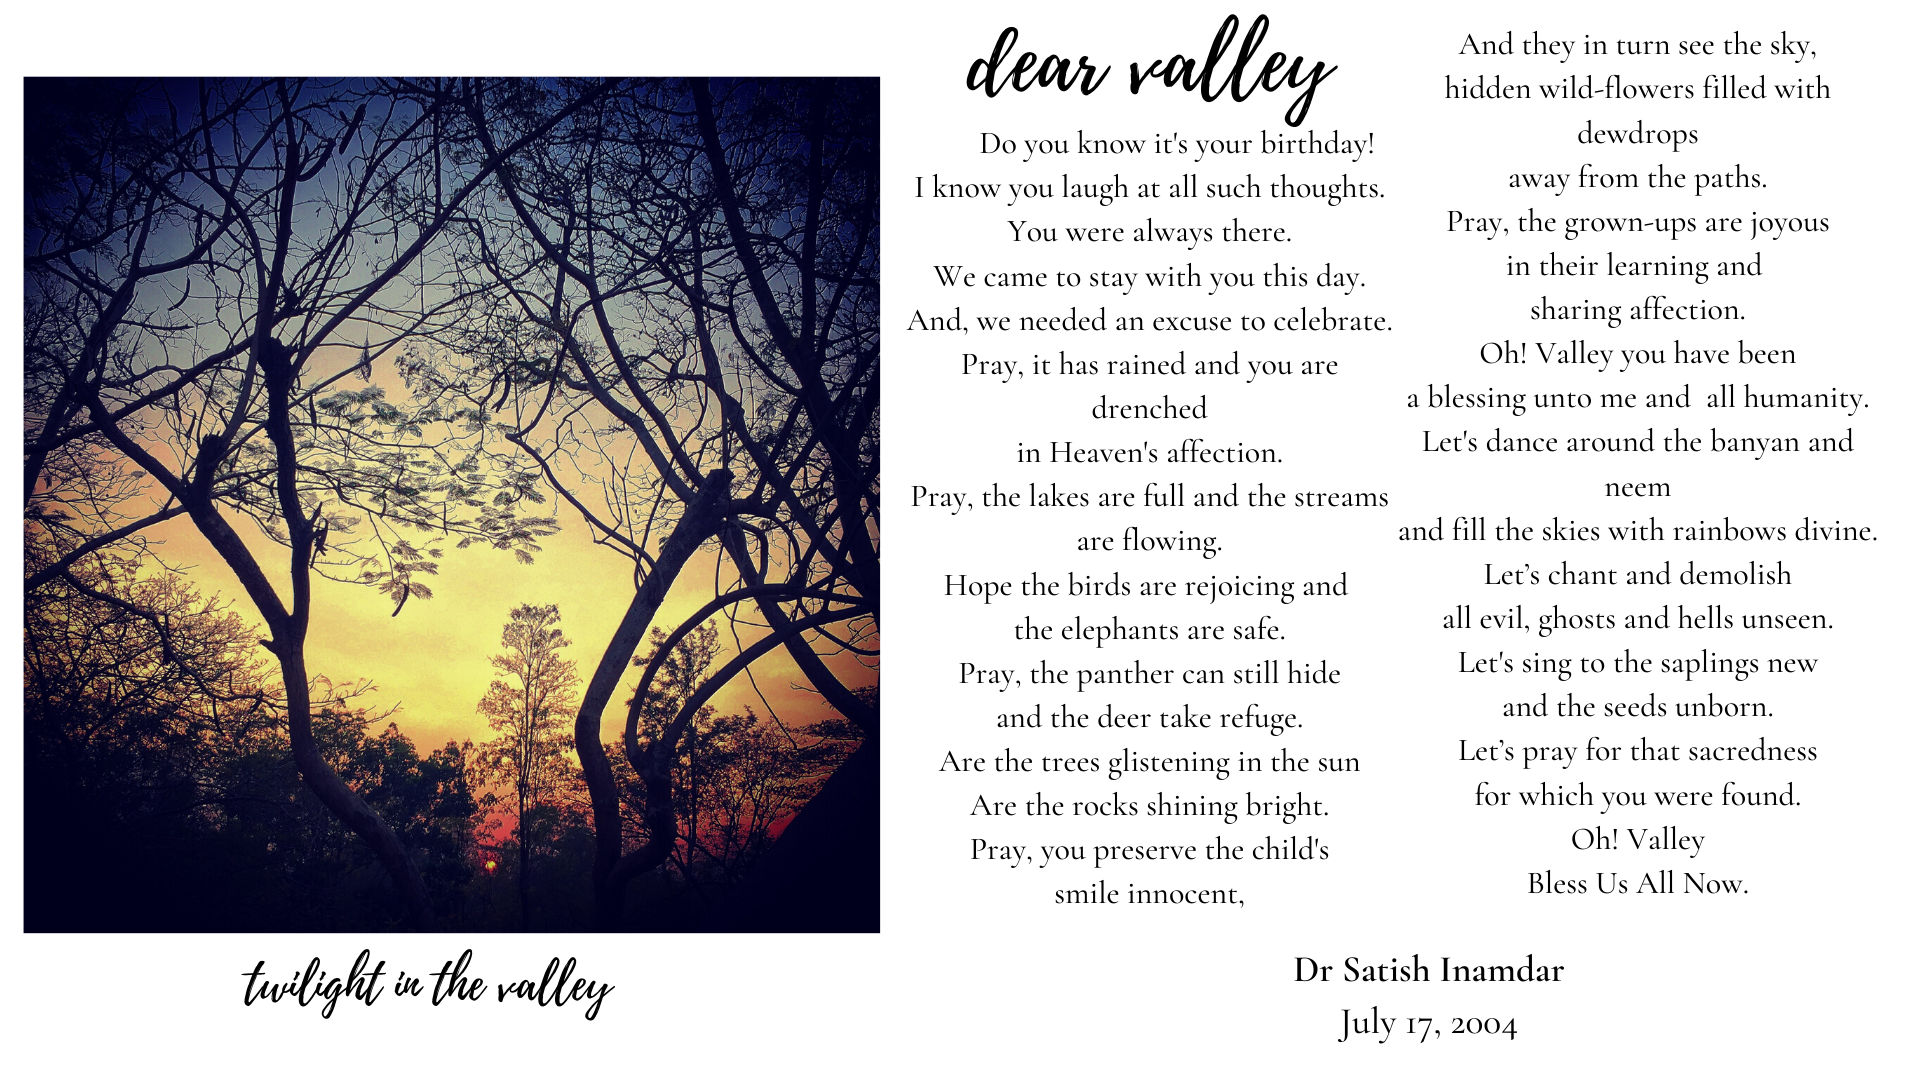 dear valley
Do you know it's your birthday!
I know you laugh at all such thoughts.
You were always there.
We came to stay with you this day.
And, we needed an excuse to celebrate.
Pray, it has rained and you are
drenched
in Heaven's affection.
Pray, the lakes are full and the streams
are flowing.
Hope the birds are rejoicing and
the elephants are safe.
Pray, the panther can still hide
and the deer take refuge.
Are the trees glistening in the sun
Are the rocks shining bright.
Pray, you preserve the child's
smile innocent,
And they in turn see the sky,
hidden wild-flowers filled with
dewdrops
away from the paths.
Pray, the grown-ups are joyous
in their learning and
sharing affection.
Oh! Valley you have been
a blessing unto me and  all humanity.
Let's dance around the banyan and
neem
and fill the skies with rainbows divine.
Let’s chant and demolish
all evil, ghosts and hells unseen.
Let's sing to the saplings new
and the seeds unborn.
Let’s pray for that sacredness
for which you were found.
Oh! Valley
Bless Us All Now.
Dr Satish Inamdar
July 17, 2004
twilight in the valley